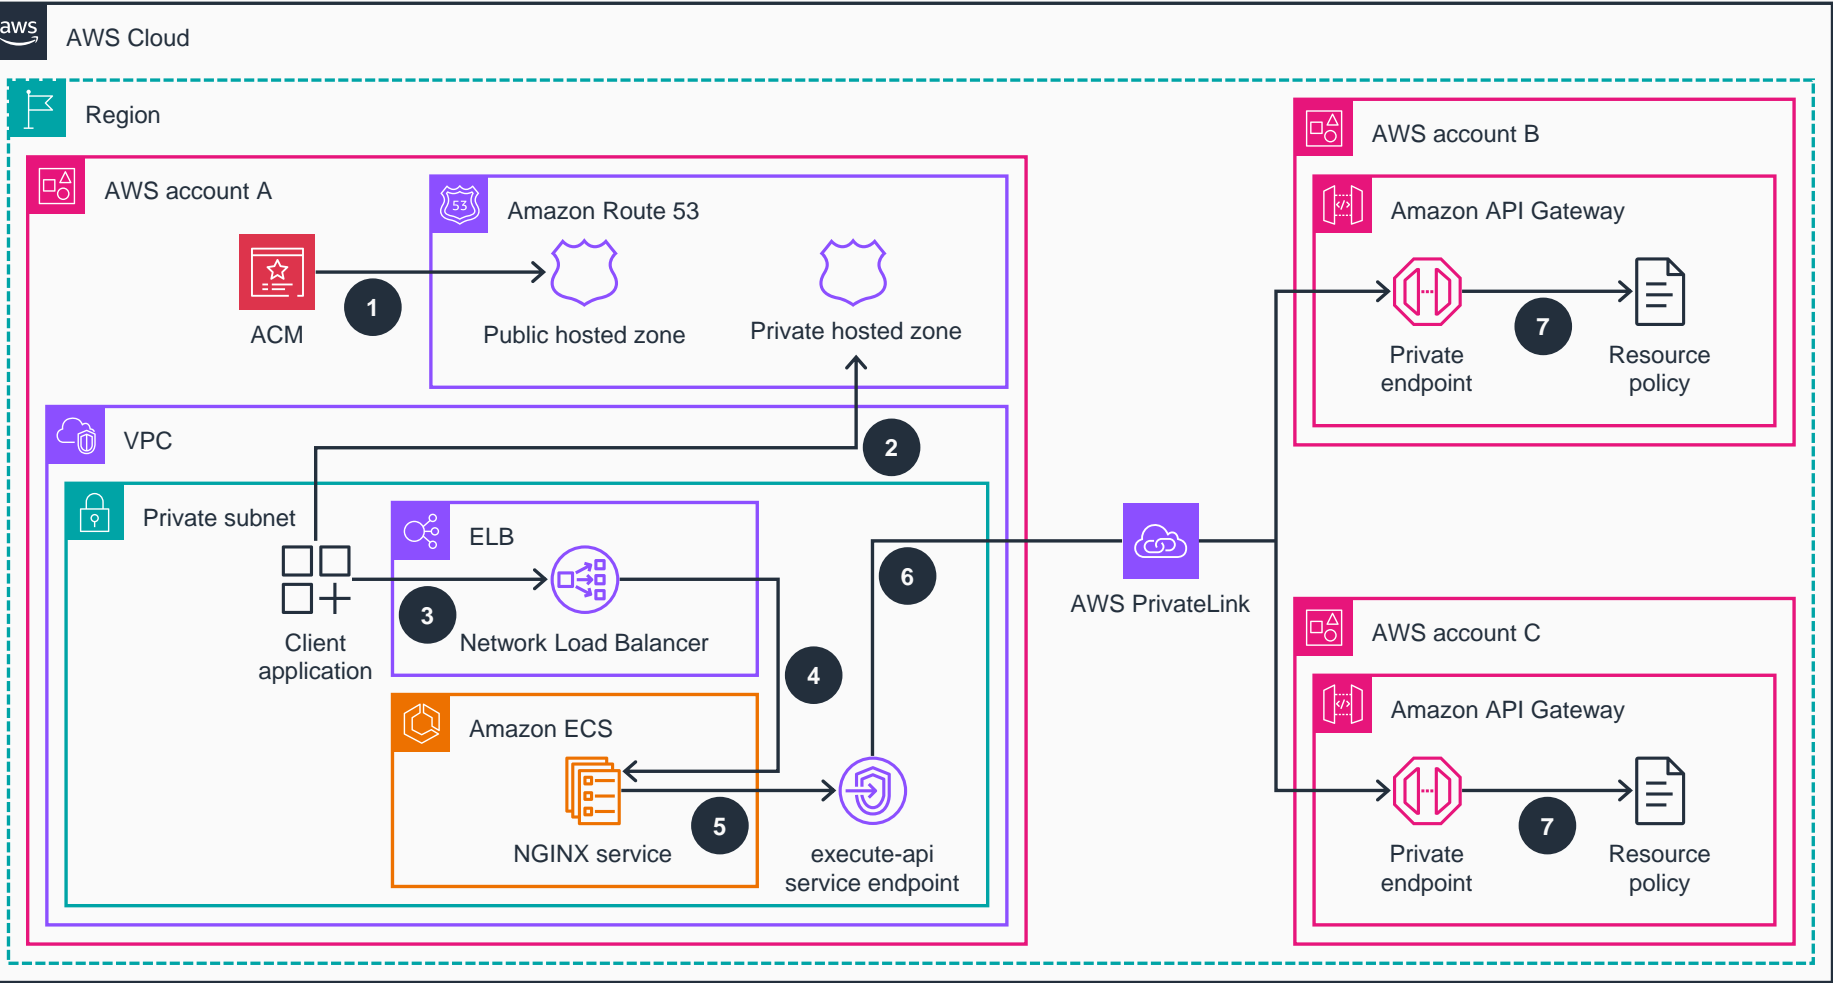 aws
AWS Cloud
Region
AWS account A
Amazon Route 53
53
ACM
1
Public hosted zone
Private hosted zone
VPC
2
Private subnet
ELB
Client
application
3
Network Load Balancer
4
Amazon ECS
NGINX service
5
execute-api
service endpoint
6
AWS PrivateLink
AWS account B
Amazon API Gateway
Private
endpoint
7
Resource
policy
AWS account C
Amazon API Gateway
Private
endpoint
7
Resource
policy